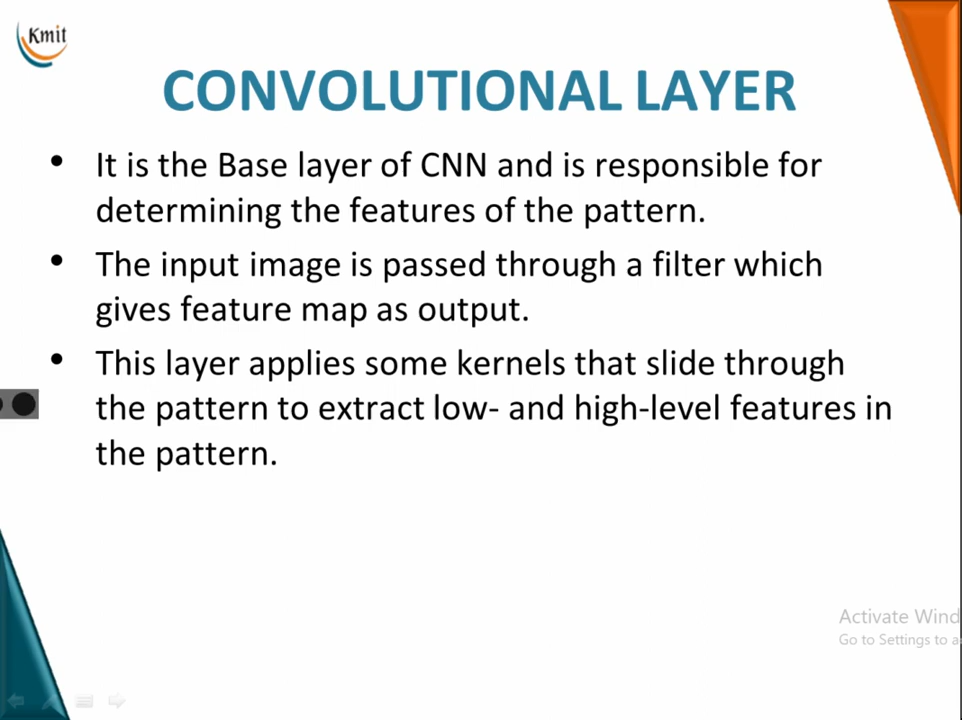 Kmit
CONVOLUTIONAL LAYER
• It is the Base layer of CNN and is responsible for
determining the features of the pattern.
• The input image is passed through a filter which
gives feature map as output.
• This layer applies some kernels that slide through
the pattern to extract low- and high-level features in
the pattern.
Activate Wind
Go to Settings to a